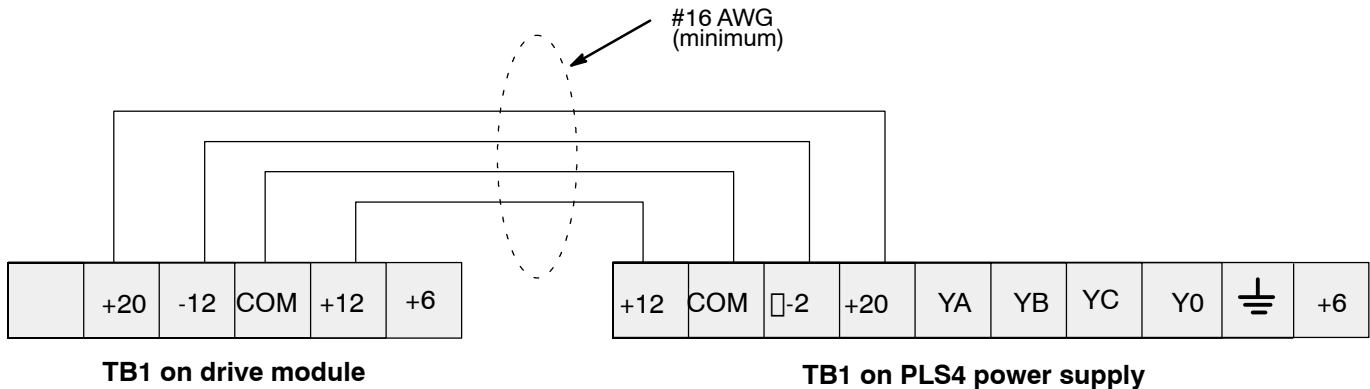 #16 AWG
(minimum)
+20 -12 COM +12 +6
+12 COM ▯-2 +20 YA YB YC Y0 +6
TB1 on drive module
TB1 on PLS4 power supply